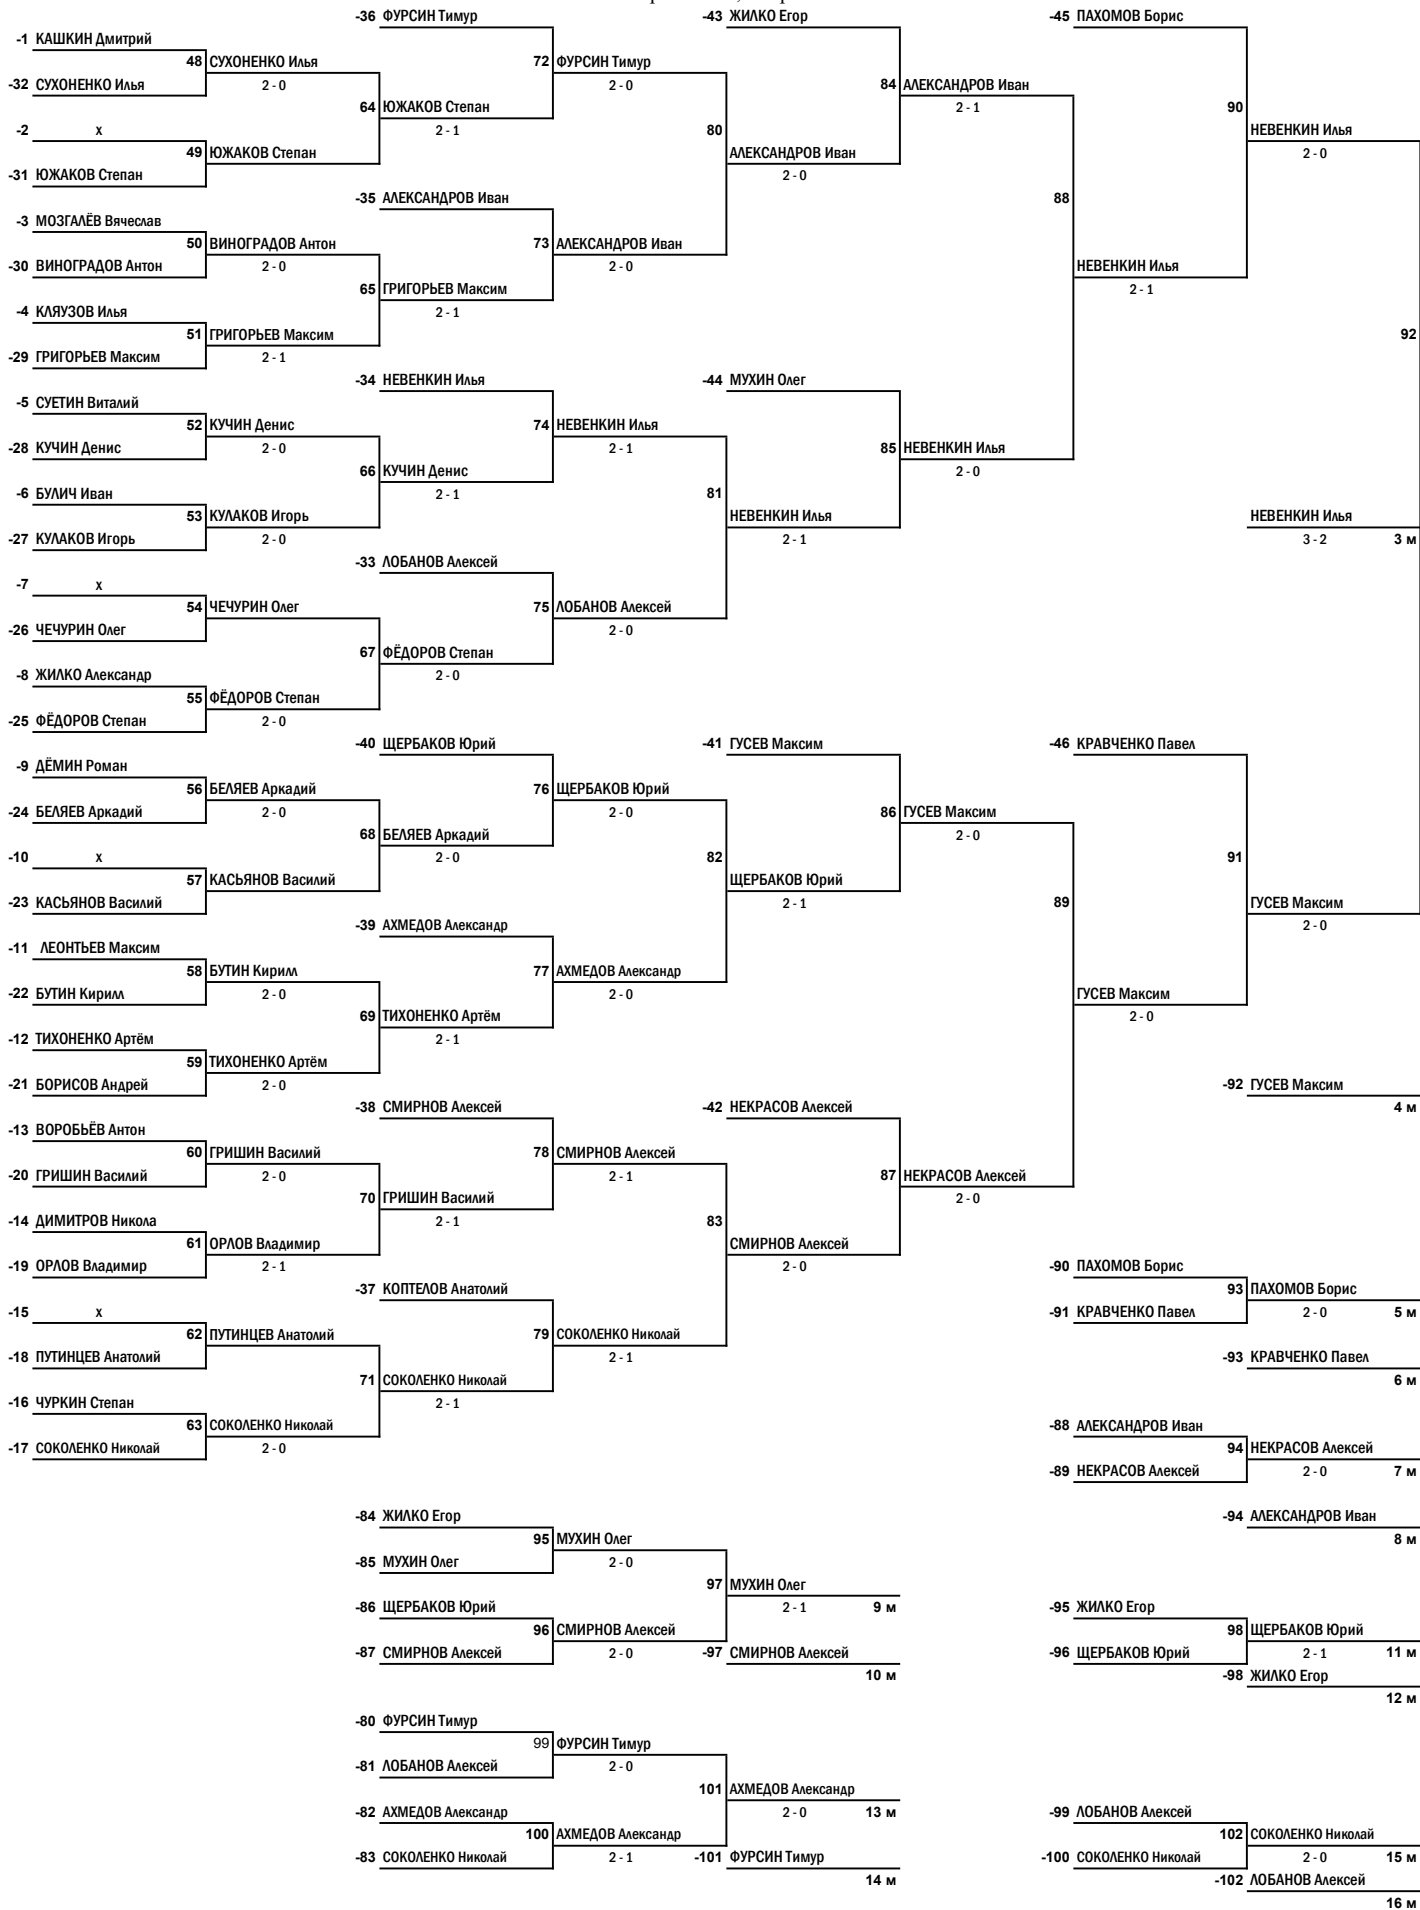 -36 ФУРСИН Тимур -43 ЖИЛКО Егор -45 ПАХОМОВ Борис
-1 КАШКИН Дмитрий
48 СУХОНЕНКО Илья 72 ФУРСИН Тимур
-32 СУХОНЕНКО Илья 2 - 0 2 - 0 84 АЛЕКСАНДРОВ Иван
64 ЮЖАКОВ Степан 2 - 1 90
-2 х 2 - 1 80 НЕВЕНКИН Илья
49 ЮЖАКОВ Степан АЛЕКСАНДРОВ Иван 2 - 0
-31 ЮЖАКОВ Степан 2 - 0
-35 АЛЕКСАНДРОВ Иван 88
-3 МОЗГАЛЁВ Вячеслав
50 ВИНОГРАДОВ Антон 73 АЛЕКСАНДРОВ Иван
-30 ВИНОГРАДОВ Антон 2 - 0 2 - 0 НЕВЕНКИН Илья
65 ГРИГОРЬЕВ Максим 2 - 1
-4 КЛЯУЗОВ Илья 2 - 1
51 ГРИГОРЬЕВ Максим 92
-29 ГРИГОРЬЕВ Максим 2 - 1
-34 НЕВЕНКИН Илья -44 МУХИН Олег
-5 СУЕТИН Виталий
52 КУЧИН Денис 74 НЕВЕНКИН Илья
-28 КУЧИН Денис 2 - 0 2 - 1 85 НЕВЕНКИН Илья
66 КУЧИН Денис 2 - 0
-6 БУЛИЧ Иван 2 - 1 81
53 КУЛАКОВ Игорь НЕВЕНКИН Илья НЕВЕНКИН Илья
-27 КУЛАКОВ Игорь 2 - 0 2 - 1 3 - 2 3 м
-33 ЛОБАНОВ Алексей
-7 х
54 ЧЕЧУРИН Олег 75 ЛОБАНОВ Алексей
-26 ЧЕЧУРИН Олег 2 - 0
67 ФЁДОРОВ Степан
-8 ЖИЛКО Александр 2 - 0
55 ФЁДОРОВ Степан
-25 ФЁДОРОВ Степан 2 - 0
-40 ЩЕРБАКОВ Юрий -41 ГУСЕВ Максим -46 КРАВЧЕНКО Павел
-9 ДЁМИН Роман
56 БЕЛЯЕВ Аркадий 76 ЩЕРБАКОВ Юрий
-24 БЕЛЯЕВ Аркадий 2 - 0 2 - 0 86 ГУСЕВ Максим
68 БЕЛЯЕВ Аркадий 2 - 0
-10 х 2 - 0 82 91
57 КАСЬЯНОВ Василий ЩЕРБАКОВ Юрий
-23 КАСЬЯНОВ Василий 2 - 1 89 ГУСЕВ Максим
-39 АХМЕДОВ Александр 2 - 0
-11 ЛЕОНТЬЕВ Максим
58 БУТИН Кирилл 77 АХМЕДОВ Александр
-22 БУТИН Кирилл 2 - 0 2 - 0 ГУСЕВ Максим
69 ТИХОНЕНКО Артём 2 - 0
-12 ТИХОНЕНКО Артём 2 - 1
59 ТИХОНЕНКО Артём
-21 БОРИСОВ Андрей 2 - 0 -92 ГУСЕВ Максим
-38 СМИРНОВ Алексей -42 НЕКРАСОВ Алексей 4 м
-13 ВОРОБЬЁВ Антон
60 ГРИШИН Василий 78 СМИРНОВ Алексей
-20 ГРИШИН Василий 2 - 0 2 - 1 87 НЕКРАСОВ Алексей
70 ГРИШИН Василий 2 - 0
-14 ДИМИТРОВ Никола 2 - 1 83
61 ОРЛОВ Владимир СМИРНОВ Алексей
-19 ОРЛОВ Владимир 2 - 1 2 - 0 -90 ПАХОМОВ Борис
-37 КОПТЕЛОВ Анатолий 93 ПАХОМОВ Борис
-15 х -91 КРАВЧЕНКО Павел 2 - 0 5 м
62 ПУТИНЦЕВ Анатолий 79 СОКОЛЕНКО Николай
-18 ПУТИНЦЕВ Анатолий 2 - 1 -93 КРАВЧЕНКО Павел
71 СОКОЛЕНКО Николай 6 м
-16 ЧУРКИН Степан 2 - 1
63 СОКОЛЕНКО Николай -88 АЛЕКСАНДРОВ Иван
-17 СОКОЛЕНКО Николай 2 - 0 94 НЕКРАСОВ Алексей
-89 НЕКРАСОВ Алексей 2 - 0 7 м
-84 ЖИЛКО Егор -94 АЛЕКСАНДРОВ Иван
95 МУХИН Олег 8 м
-85 МУХИН Олег 2 - 0
97 МУХИН Олег
-86 ЩЕРБАКОВ Юрий 2 - 1 9 м -95 ЖИЛКО Егор
96 СМИРНОВ Алексей 98 ЩЕРБАКОВ Юрий
-87 СМИРНОВ Алексей 2 - 0 -97 СМИРНОВ Алексей -96 ЩЕРБАКОВ Юрий 2 - 1 11 м
10 м -98 ЖИЛКО Егор
12 м
-80 ФУРСИН Тимур
99 ФУРСИН Тимур
-81 ЛОБАНОВ Алексей 2 - 0
101 АХМЕДОВ Александр
-82 АХМЕДОВ Александр 2 - 0 13 м -99 ЛОБАНОВ Алексей
100 АХМЕДОВ Александр 102 СОКОЛЕНКО Николай
-83 СОКОЛЕНКО Николай 2 - 1 -101 ФУРСИН Тимур -100 СОКОЛЕНКО Николай 2 - 0 15 м
14 м -102 ЛОБАНОВ Алексей
16 м